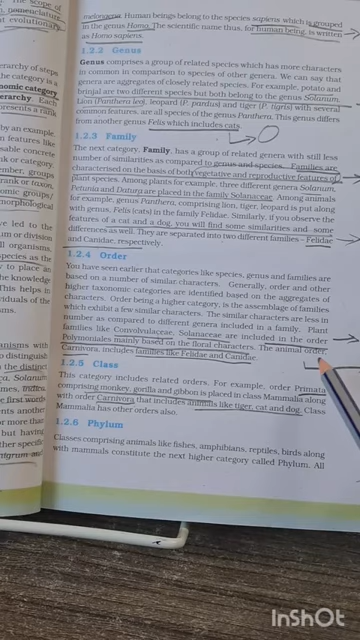 melongena. Human beings belong to the species sapiens which is grouped
in the genus Homo. The scientific name thus, for human being, is written
as Homo sapiens.
1.2.2 Genus
Genus comprises a group of related species which has more characters
in common in comparison to species of other genera. We can say that
genera are aggregates of closely related species. For example, potato and
brinjal are two different species but both belong to the genus Solanum.
Lion (Panthera leo), leopard (P. pardus) and tiger (P. tigris) with several
common features, are all species of the genus Panthera. This genus differs
from another genus Felis which includes cats.
1.2.3 Family
The next category, Family, has a group of related genera with still less
number of similarities as compared to genus and species. Families are
characterised on the basis of both vegetative and reproductive features of
plant species. Among plants for example, three different genera Solanum,
Petunia and Datura are placed in the family Solanaceae. Among animals
for example, genus Panthera, comprising lion, tiger, leopard is put along
with genus, Felis (cats) in the family Felidae. Similarly, if you observe the
features of a cat and a dog, you will find some similarities and some
differences as well. They are separated into two different families – Felidae
and Canidae, respectively.
1.2.4 Order
You have seen earlier that categories like species, genus and families are
based on a number of similar characters. Generally, order and other
higher taxonomic categories are identified based on the aggregates of
characters. Order being a higher category, is the assemblage of families
which exhibit a few similar characters. The similar characters are less in
number as compared to different genera included in a family. Plant
families like Convolvulaceae, Solanaceae are included in the order
Polymoniales mainly based on the floral characters. The animal order,
Carnivora, includes families like Felidae and Canidae.
1.2.5 Class
This category includes related orders. For example, order Primata
comprising monkey, gorilla and gibbon is placed in class Mammalia along
with order Carnivora that includes animals like tiger, cat and dog. Class
Mammalia has other orders also.
1.2.6 Phylum
Classes comprising animals like fishes, amphibians, reptiles, birds along
with mammals constitute the next higher category called Phylum. All
InShOt